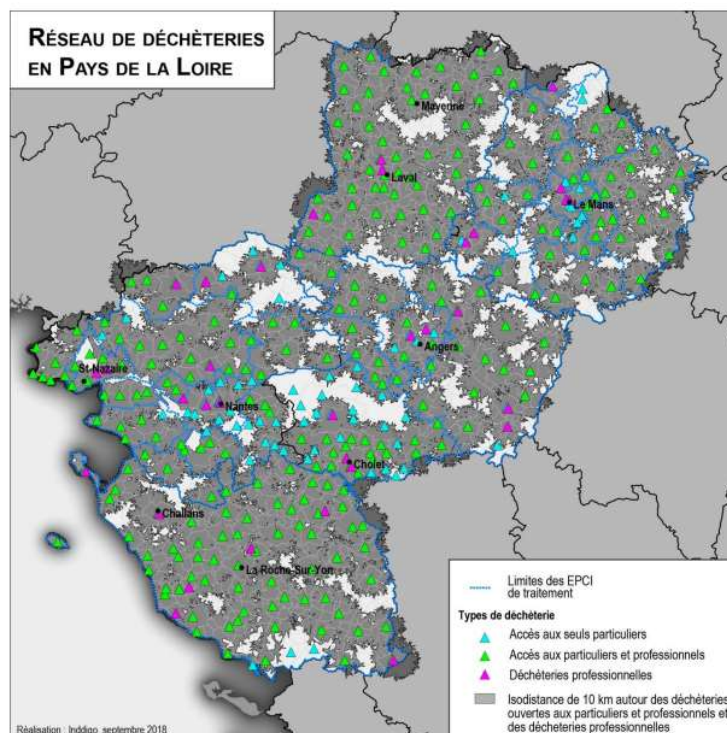 RÉSEAU DE DÉCHÈTERIES
EN PAYS DE LA LOIRE
Mayenne
Laval
Le Mans
Angers
St-Nazaire
Nantes
Cholet
Challans
La Roche-Sur-Yon
Limites des EPCI
de traitement
Types de déchèterie
Accès aux seuls particuliers
Accès aux particuliers et professionnels
Déchèteries professionnelles
Isodistance de 10 km autour des déchèteries
ouvertes aux particuliers et professionnels et
des décheteries professionnelles
Réalisation : Inddigo, septembre 2018